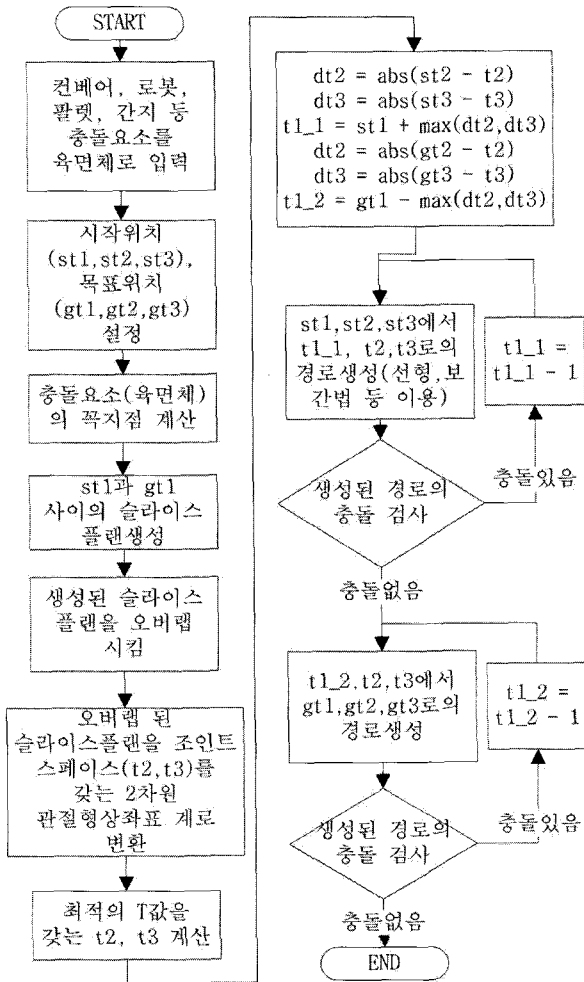 START
컨베어, 로봇,
팔렛, 간지 등
충돌요소를
육면체로 입력
시작위치
(st1,st2,st3),
목표위치
(gt1,gt2,gt3)
설정
충돌요소(육면체)
의 꼭지점 계산
st1과 gt1
사이의 슬라이스
플랜생성
생성된 슬라이스
플랜을 오버랩
시킴
오버랩 된
슬라이스플랜을 조인트
스페이스(t2,t3)를
갖는 2차원
관절형상좌표 계로
변환
최적의 T값을
갖는 t2, t3 계산
dt2 = abs(st2 - t2)
dt3 = abs(st3 - t3)
t1_1 = st1 + max(dt2,dt3)
dt2 = abs(gt2 - t2)
dt3 = abs(gt3 - t3)
t1_2 = gt1 - max(dt2,dt3)
st1,st2,st3에서
t1_1, t2,t3로의
경로생성(선형,보
간법 등 이용)
t1_1 =
t1_1 - 1
생성된 경로의
충돌 검사
충돌있음
충돌없음
t1_2,t2,t3에서
gt1,gt2,gt3로의
경로생성
t1_2 =
t1_2 - 1
생성된 경로의
충돌 검사
충돌있음
충돌없음
END